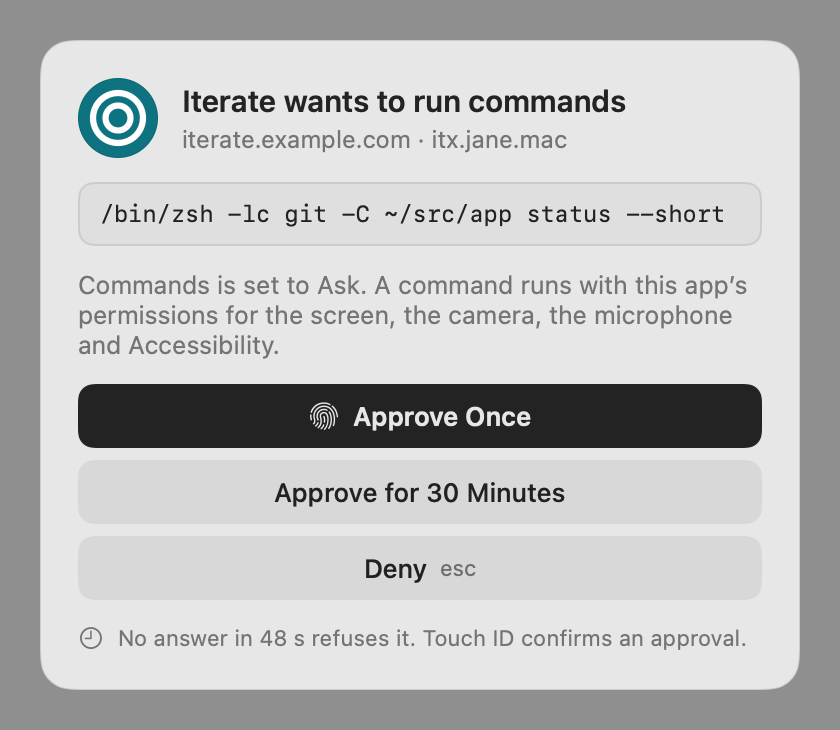 Iterate wants to run commands
iterate.example.com · itx.jane.mac
/bin/zsh -lc git -C ~/src/app status --short
Commands is set to Ask. A command runs with this app’s
permissions for the screen, the camera, the microphone
and Accessibility.
Approve Once
Approve for 30 Minutes
Deny esc
No answer in 48 s refuses it. Touch ID confirms an approval.